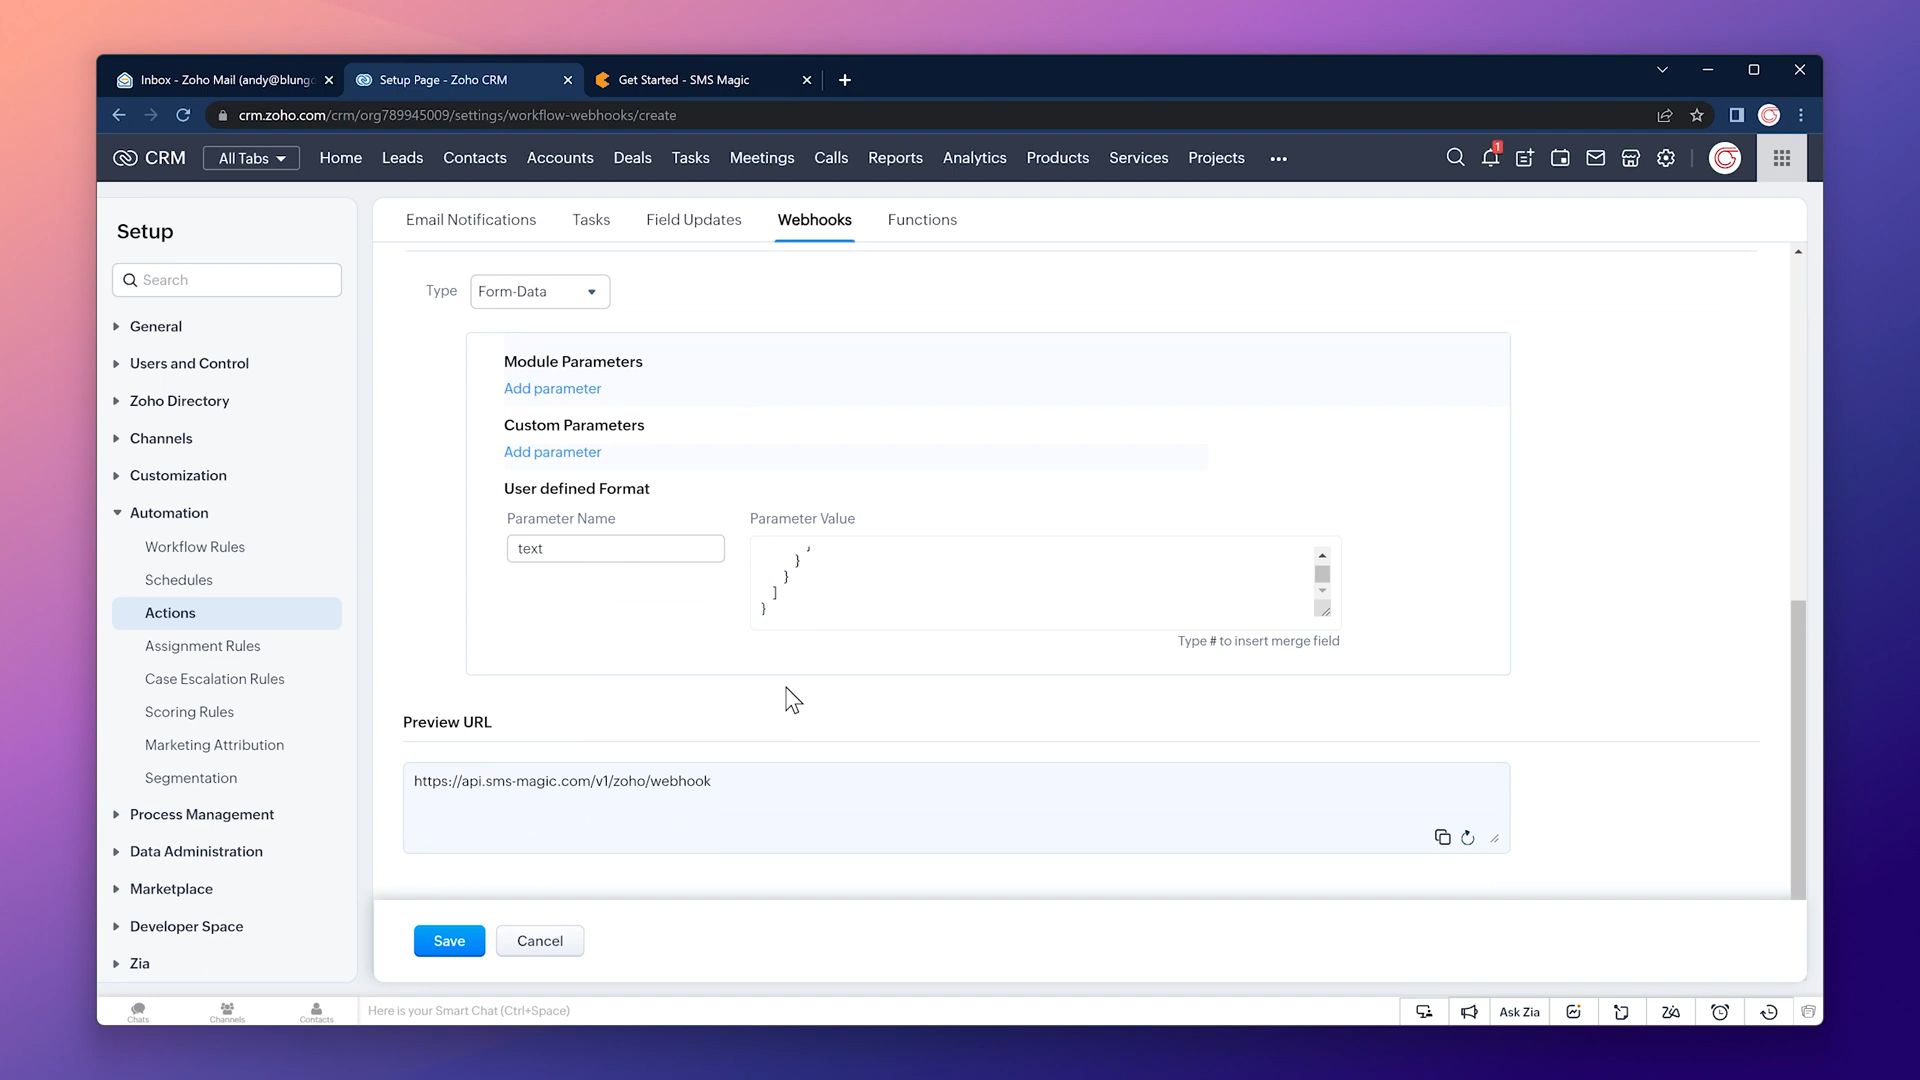 Inbox - Zoho Mail (andy@blungo
Setup Page - Zoho CRM
Get Started - SMS Magic
crm.zoho.com/crm/org789945009/settings/workflow-webhooks/create
CRM
All Tabs
Home
Leads
Contacts
Accounts
Deals
Tasks
Meetings
Calls
Reports
Analytics
Products
Services
Projects
1
Setup
Search
General
Users and Control
Zoho Directory
Channels
Customization
Automation
Workflow Rules
Schedules
Actions
Assignment Rules
Case Escalation Rules
Scoring Rules
Marketing Attribution
Segmentation
Process Management
Data Administration
Marketplace
Developer Space
Zia
Email Notifications
Tasks
Field Updates
Webhooks
Functions
Type
Form-Data
Module Parameters
Add parameter
Custom Parameters
Add parameter
User defined Format
Parameter Name
Parameter Value
text
}
}
]
}
Type # to insert merge field
Preview URL
https://api.sms-magic.com/v1/zoho/webhook
Save
Cancel
Chats
Channels
Contacts
Here is your Smart Chat (Ctrl+Space)
Ask Zia